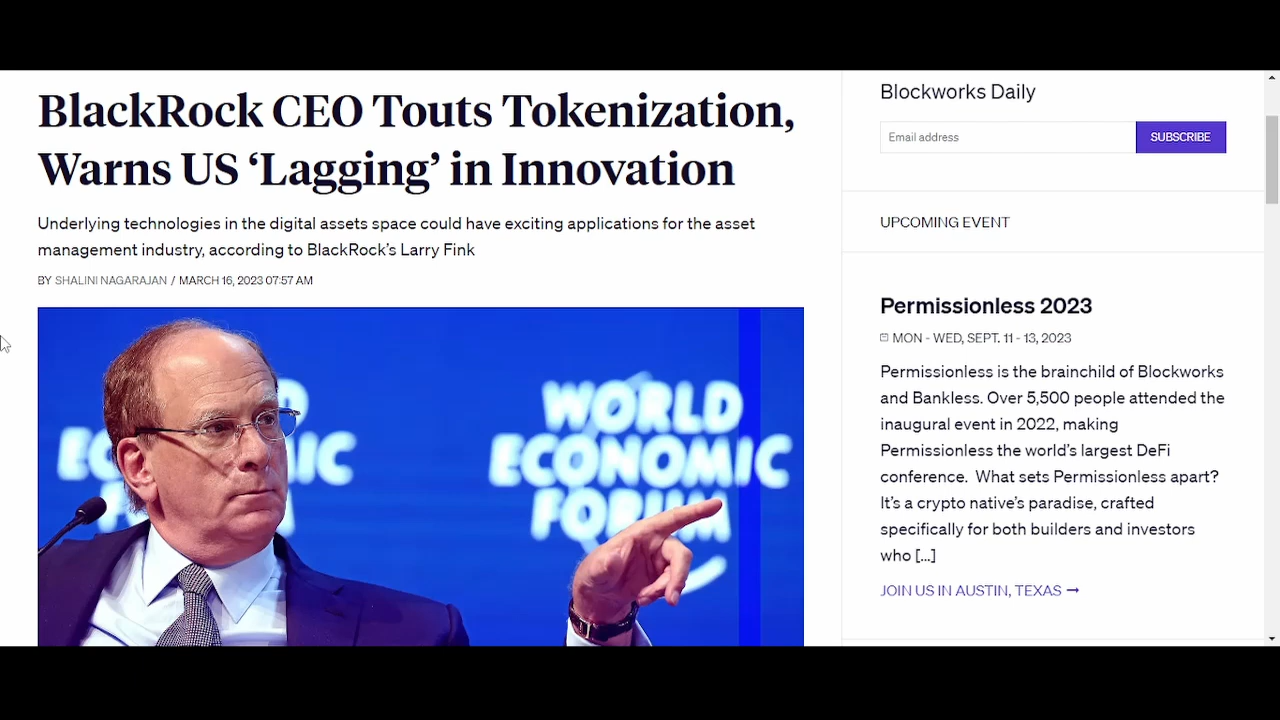 BlackRock CEO Touts Tokenization,
Warns US ‘Lagging’ in Innovation
Underlying technologies in the digital assets space could have exciting applications for the asset
management industry, according to BlackRock’s Larry Fink
BY SHALINI NAGARAJAN / MARCH 16, 2023 07:57 AM
WORLD
ECONOMIC
FORUM
Blockworks Daily
Email address
SUBSCRIBE
UPCOMING EVENT
Permissionless 2023
MON - WED, SEPT. 11 - 13, 2023
Permissionless is the brainchild of Blockworks
and Bankless. Over 5,500 people attended the
inaugural event in 2022, making
Permissionless the world’s largest DeFi
conference.  What sets Permissionless apart?
It’s a crypto native’s paradise, crafted
specifically for both builders and investors
who [...]
JOIN US IN AUSTIN, TEXAS →